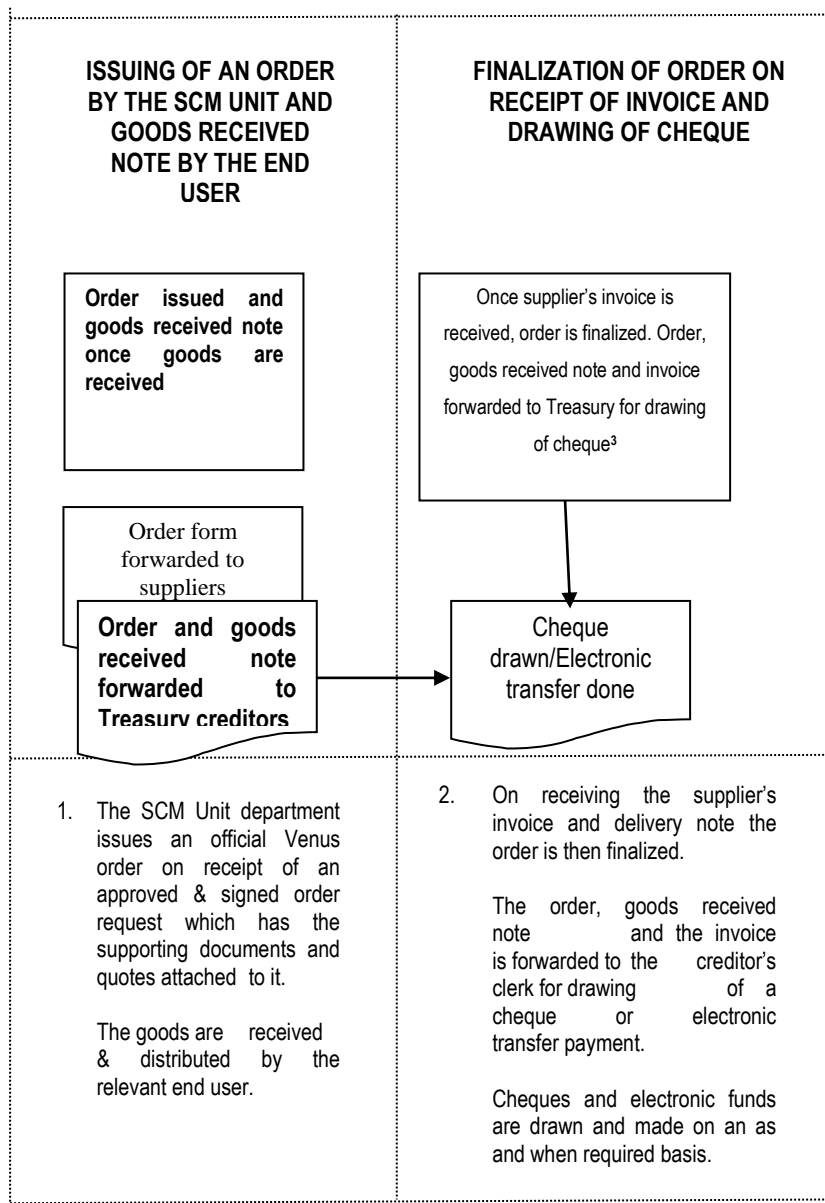 ISSUING OF AN ORDER
BY THE SCM UNIT AND
GOODS RECEIVED
NOTE BY THE END
USER
FINALIZATION OF ORDER ON
RECEIPT OF INVOICE AND
DRAWING OF CHEQUE
Order issued and
goods received note
once goods are
received
Once supplier's invoice is
received, order is finalized. Order,
goods received note and invoice
forwarded to Treasury for drawing
of cheque³
Order form
forwarded to
suppliers
Order and goods
received note
forwarded to
Treasury creditors
Cheque
drawn/Electronic
transfer done
1. The SCM Unit department
issues an official Venus
order on receipt of an
approved & signed order
request which has the
supporting documents and
quotes attached to it.
The goods are received
& distributed by the
relevant end user.
2. On receiving the supplier's
invoice and delivery note the
order is then finalized.
The order, goods received
note and the invoice
is forwarded to the creditor's
clerk for drawing of a
cheque or electronic
transfer payment.
Cheques and electronic funds
are drawn and made on an as
and when required basis.